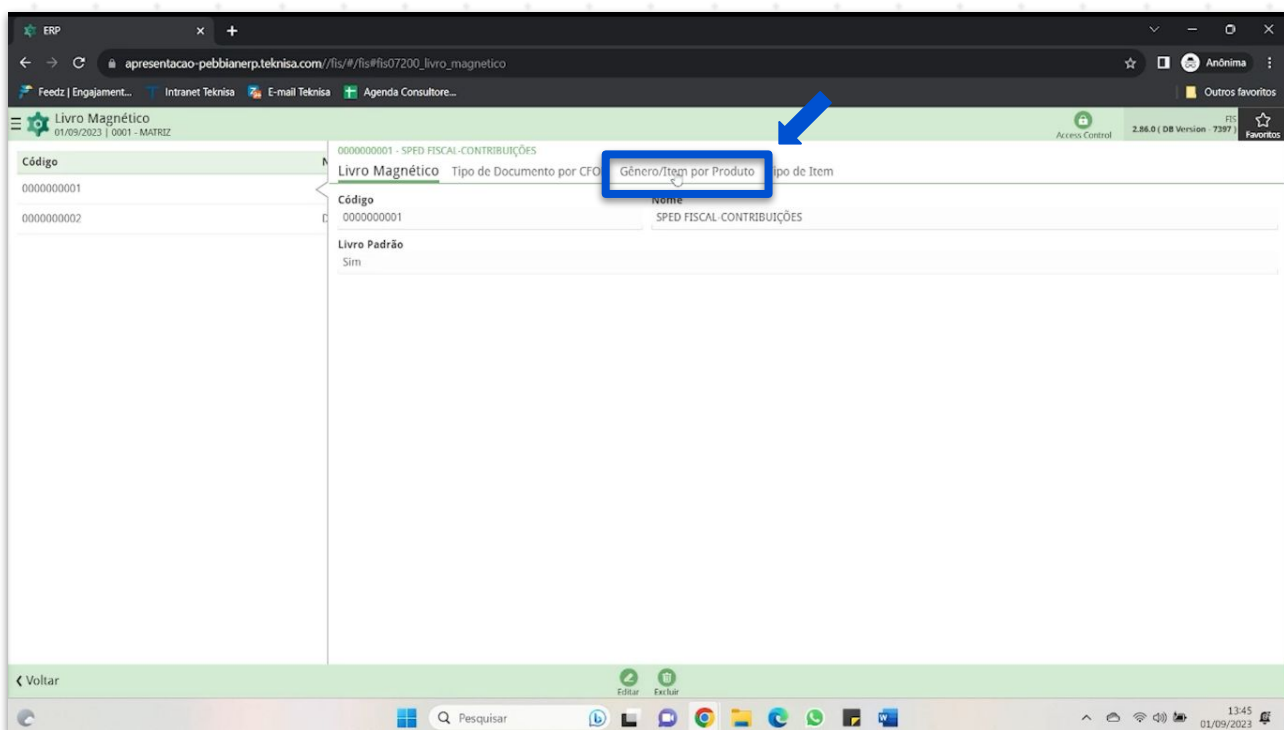 ERP
apresentacao-pebbianerp.teknisa.com//fis/#/fis#fis07200_livro_magnetico
Anônima
Feedz | Engajament... Intranet Teknisa E-mail Teknisa Agenda Consultore... Outros favoritos
Livro Magnético
01/09/2023 | 0001 - MATRIZ
Access Control
2.86.0 ( DB Version - 7397 )
FIS
Favoritos
Código N
0000000001
0000000002 D
0000000001 - SPED FISCAL-CONTRIBUIÇÕES
Livro Magnético Tipo de Documento por CFO Gênero/Item por Produto ipo de Item
Código Nome
0000000001 SPED FISCAL-CONTRIBUIÇÕES
Livro Padrão
Sim
Voltar
Editar Excluir
Pesquisar
13:45
01/09/2023